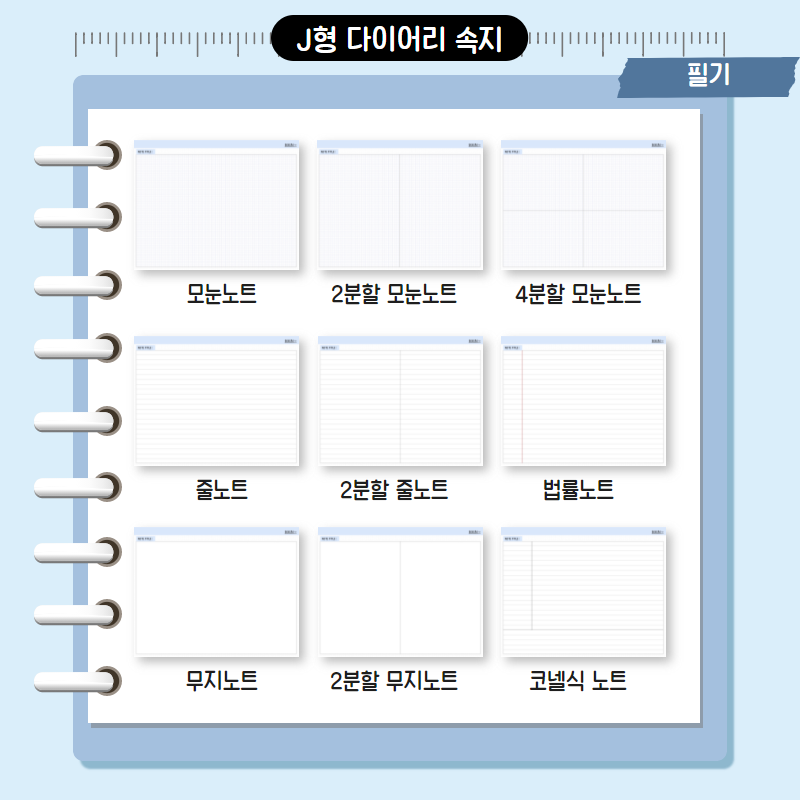 J형 다이어리 속지
필기
모눈노트
2분할 모눈노트
4분할 모눈노트
줄노트
2분할 줄노트
법률노트
무지노트
2분할 무지노트
코넬식 노트